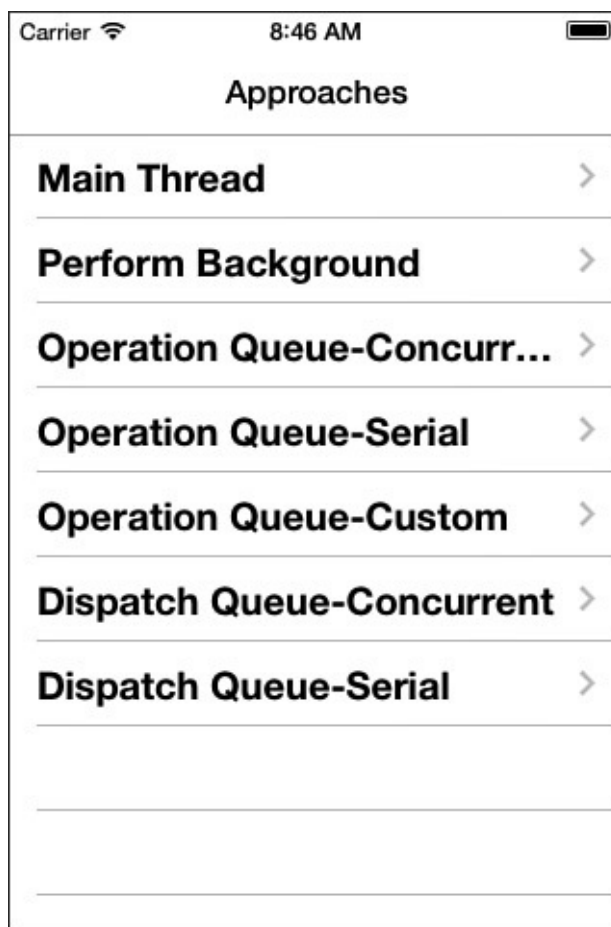 Carrier
8:46 AM
Approaches
Main Thread
Perform Background
Operation Queue-Concurr...
Operation Queue-Serial
Operation Queue-Custom
Dispatch Queue-Concurrent
Dispatch Queue-Serial